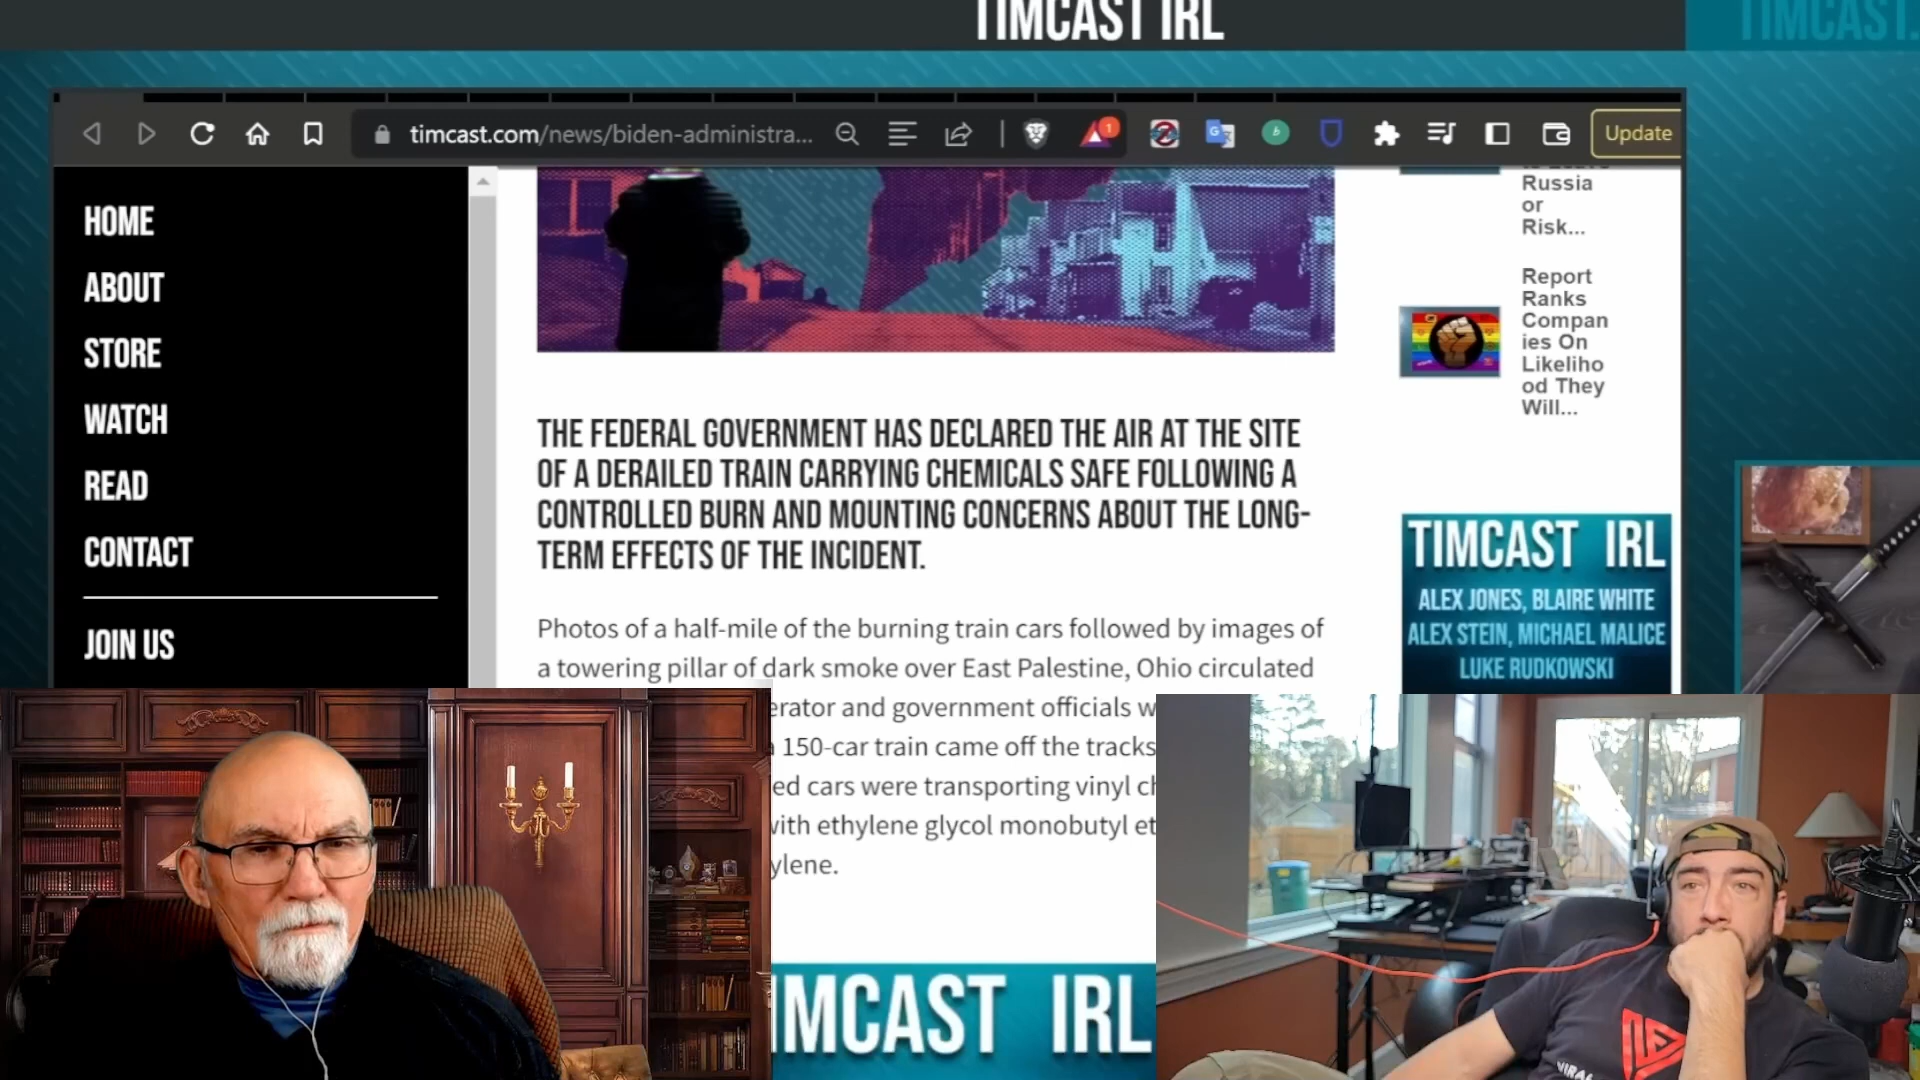 TIMCAST IRL
TIMCAST
timcast.com/news/biden-administra...
1
Update
HOME
ABOUT
STORE
WATCH
READ
CONTACT
JOIN US
Russia
or
Risk...
Report
Ranks
Compan
ies On
Likeliho
od They
Will...
THE FEDERAL GOVERNMENT HAS DECLARED THE AIR AT THE SITE
OF A DERAILED TRAIN CARRYING CHEMICALS SAFE FOLLOWING A
CONTROLLED BURN AND MOUNTING CONCERNS ABOUT THE LONG-
TERM EFFECTS OF THE INCIDENT.
Photos of a half-mile of the burning train cars followed by images of
a towering pillar of dark smoke over East Palestine, Ohio circulated
erator and government officials w
150-car train came off the tracks
ed cars were transporting vinyl ch
with ethylene glycol monobutyl et
ylene.
TIMCAST IRL
ALEX JONES, BLAIRE WHITE
ALEX STEIN, MICHAEL MALICE
LUKE RUDKOWSKI
IMCAST IRL
VIRAL